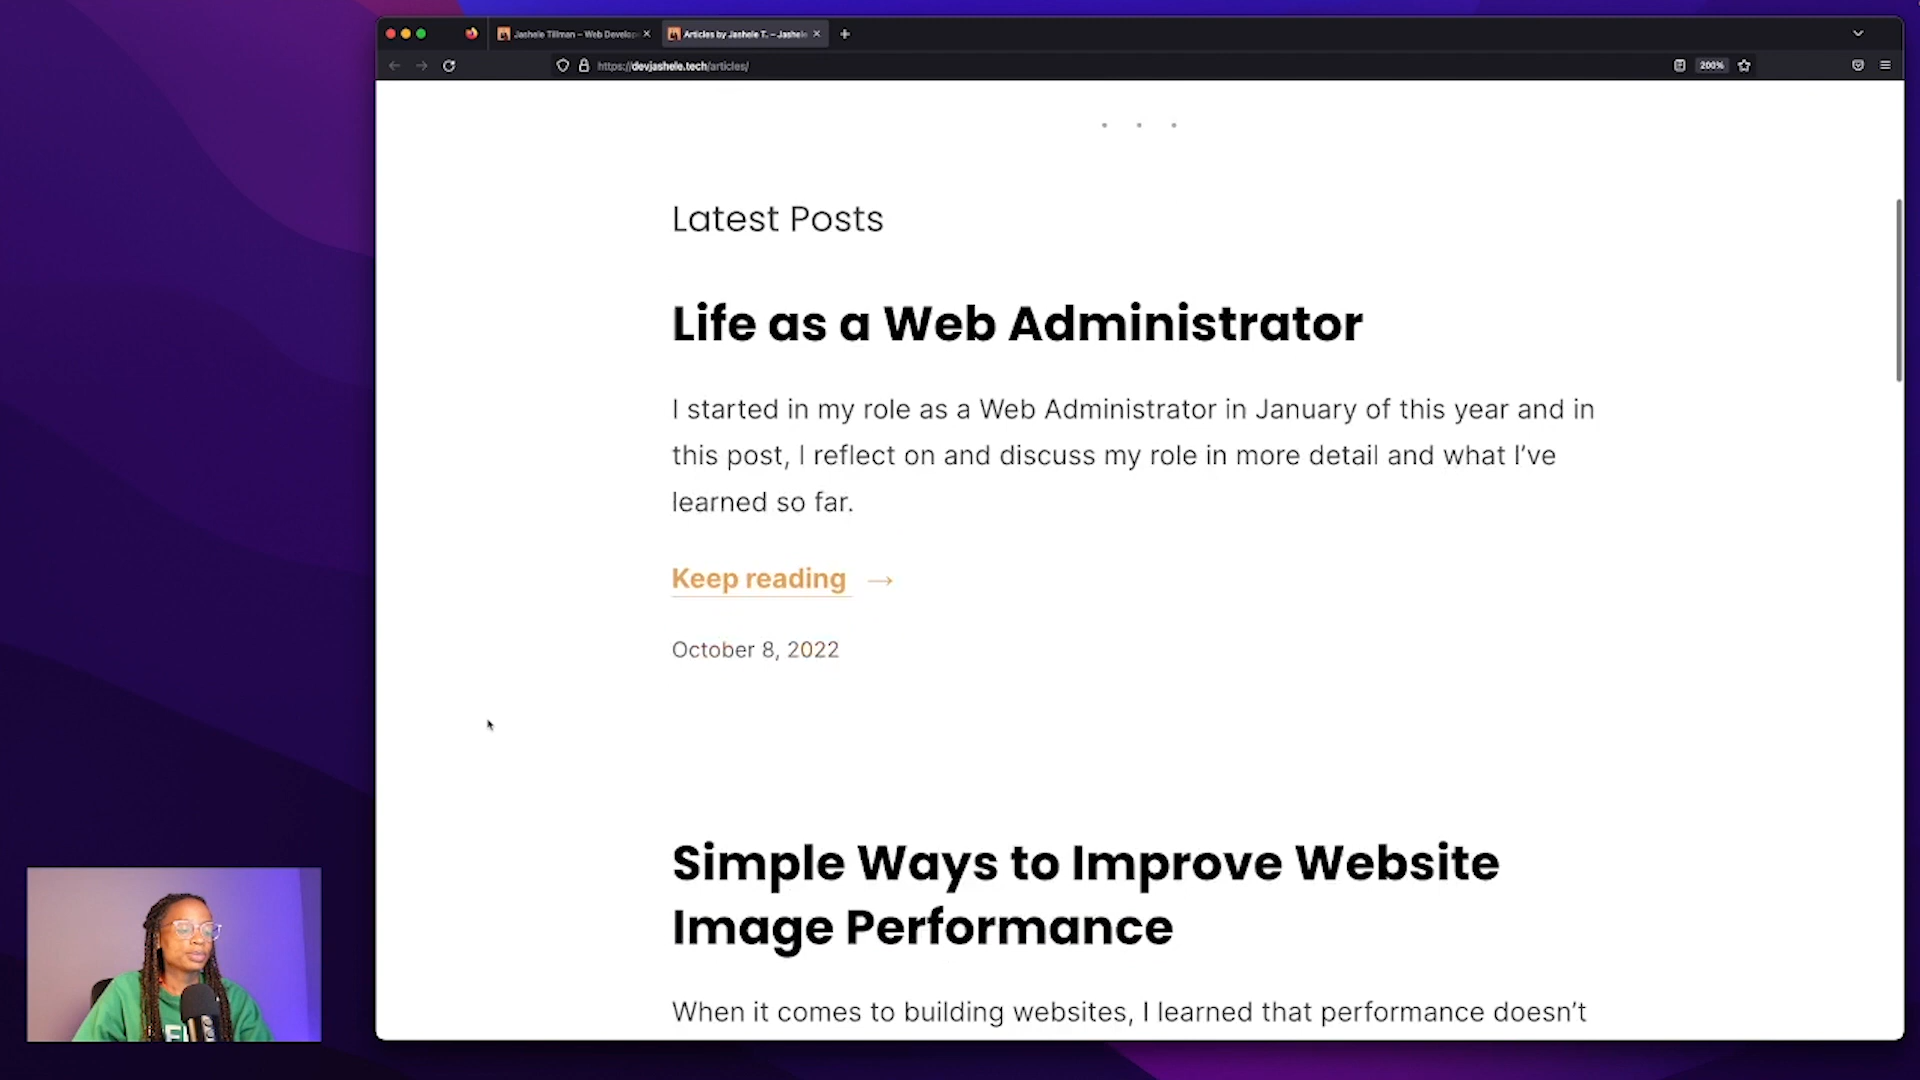 Jashele Tillman – Web Develop
Articles by Jashele T. – Jashele
https://devjashele.tech/articles/
200%
Latest Posts
Life as a Web Administrator
I started in my role as a Web Administrator in January of this year and in
this post, I reflect on and discuss my role in more detail and what I’ve
learned so far.
Keep reading →
October 8, 2022
Simple Ways to Improve Website
Image Performance
When it comes to building websites, I learned that performance doesn’t